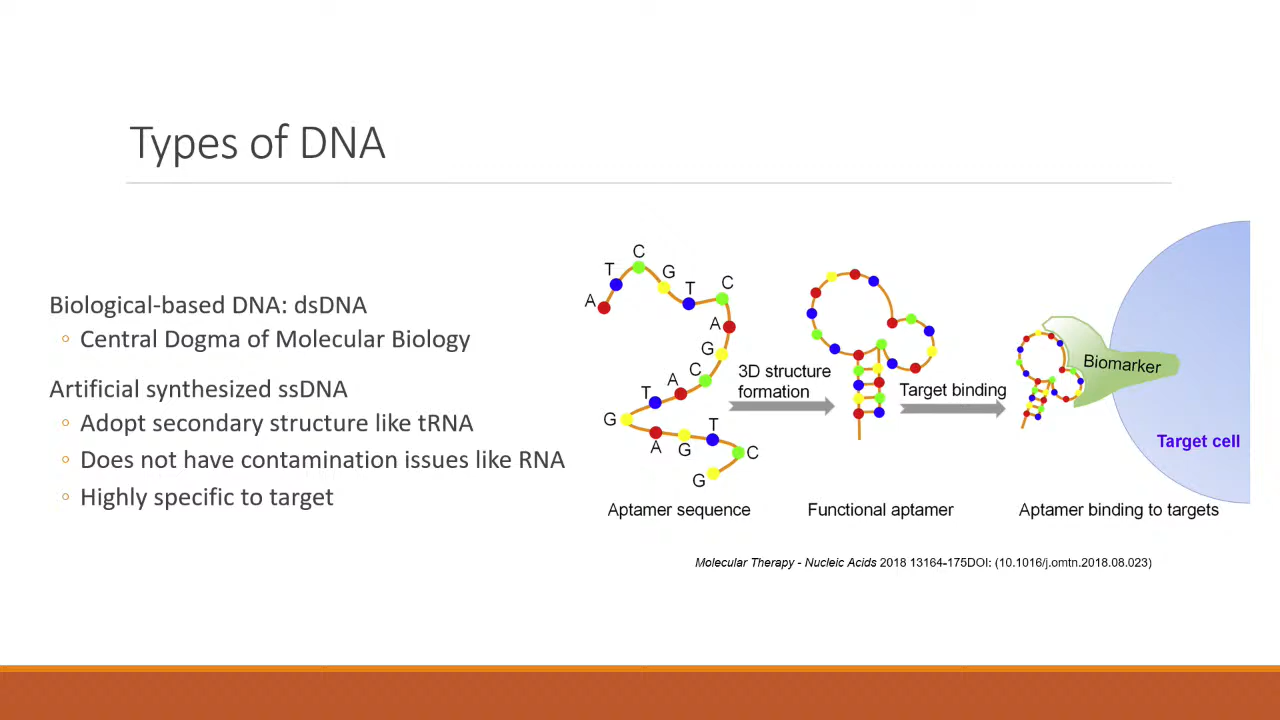 Types of DNA
Biological-based DNA: dsDNA
◦ Central Dogma of Molecular Biology
Artificial synthesized ssDNA
◦ Adopt secondary structure like tRNA
◦ Does not have contamination issues like RNA
◦ Highly specific to target
A
T
C
G
T
C
A
G
C
A
T
G
A
G
T
C
G
Aptamer sequence
3D structure
formation
Functional aptamer
Target binding
Biomarker
Target cell
Aptamer binding to targets
Molecular Therapy - Nucleic Acids 2018 13164-175DOI: (10.1016/j.omtn.2018.08.023)